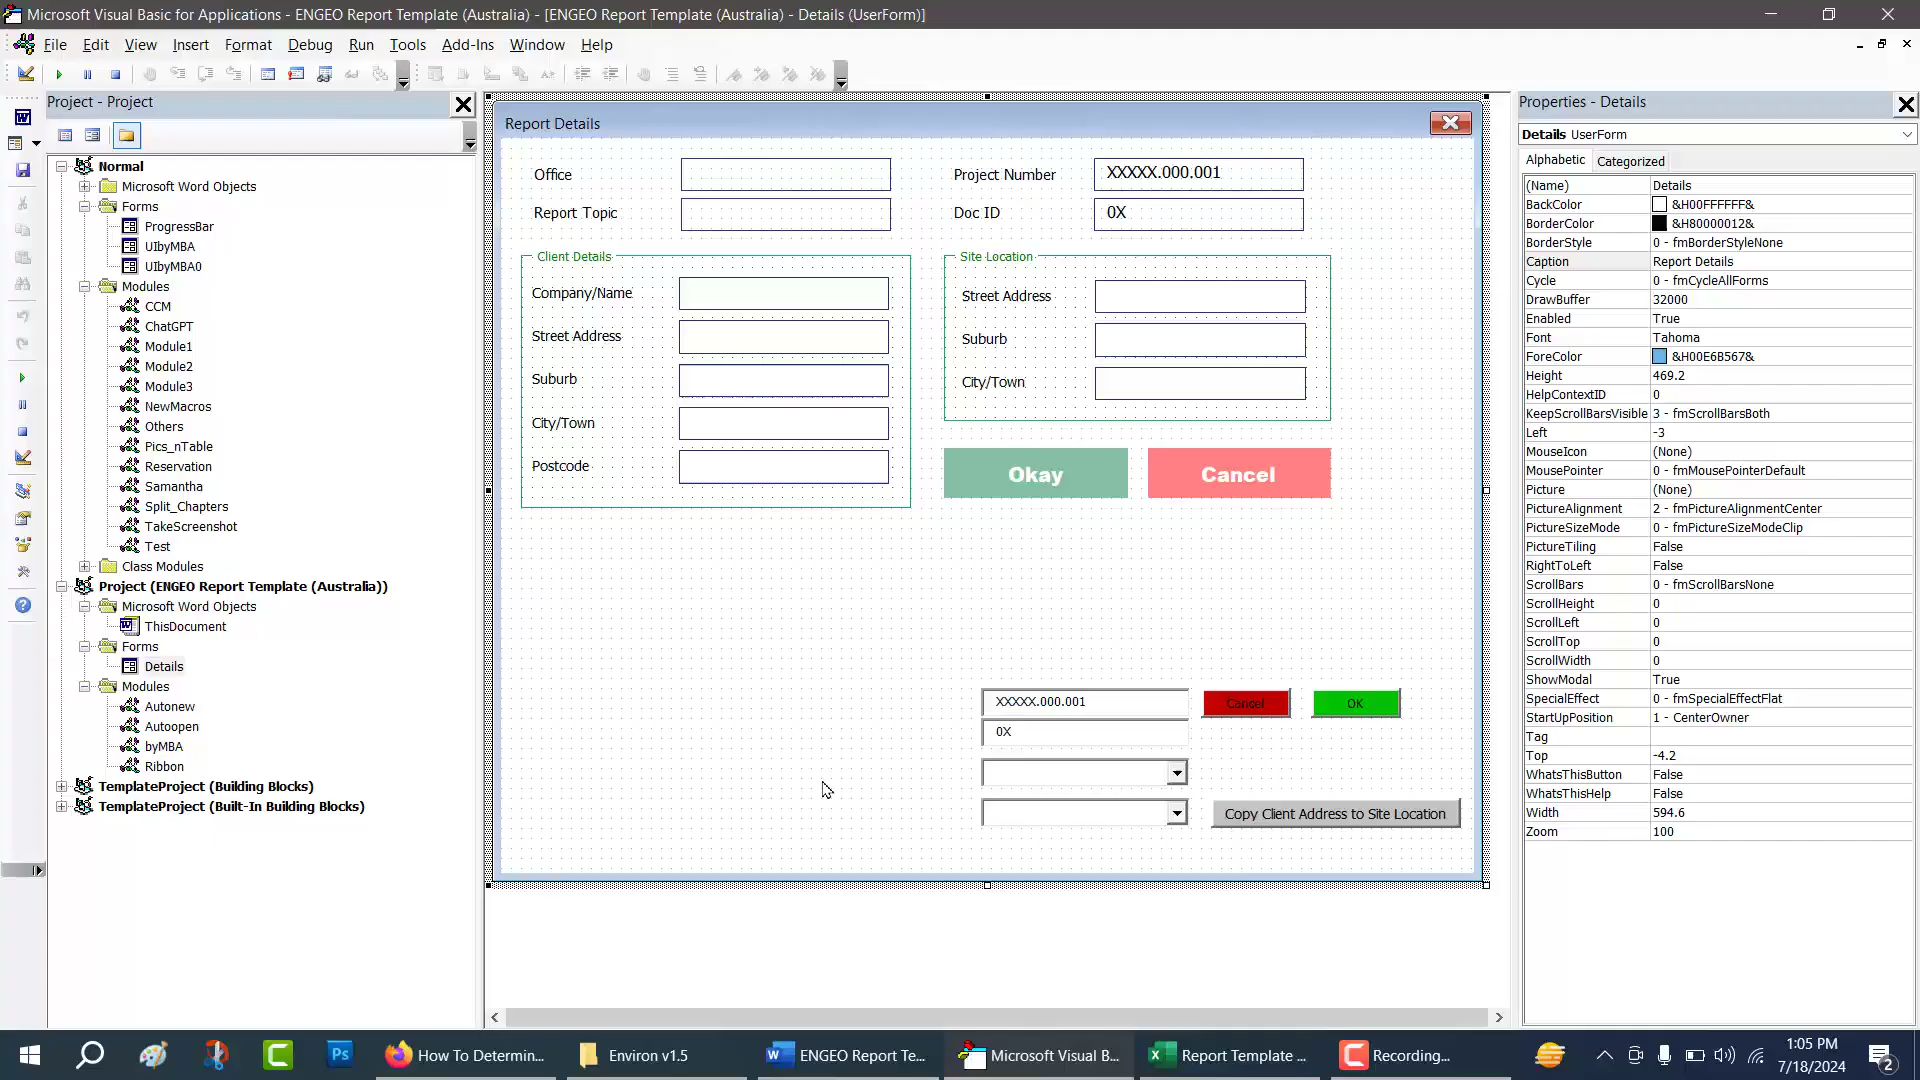 Microsoft Visual Basic for Applications - ENGEO Report Template (Australia) - [ENGEO Report Template (Australia) - Details (UserForm)]
File Edit View Insert Format Debug Run Tools Add-Ins Window Help
Project - Project
Normal
Microsoft Word Objects
Forms
ProgressBar
UIbyMBA
UIbyMBA0
Modules
CCM
ChatGPT
Module1
Module2
Module3
NewMacros
Others
Pics_nTable
Reservation
Samantha
Split_Chapters
TakeScreenshot
Test
Class Modules
Project (ENGEO Report Template (Australia))
Microsoft Word Objects
ThisDocument
Forms
Details
Modules
Autonew
Autoopen
byMBA
Ribbon
TemplateProject (Building Blocks)
TemplateProject (Built-In Building Blocks)
Report Details
Office
Project Number XXXXX.000.001
Report Topic
Doc ID 0X
Client Details
Company/Name
Street Address
Suburb
City/Town
Postcode
Site Location
Street Address
Suburb
City/Town
Okay Cancel
XXXXX.000.001 Cancel OK
0X
Copy Client Address to Site Location
Properties - Details
Details UserForm
Alphabetic Categorized
(Name) Details
BackColor &H00FFFFFF&
BorderColor &H80000012&
BorderStyle 0 - fmBorderStyleNone
Caption Report Details
Cycle 0 - fmCycleAllForms
DrawBuffer 32000
Enabled True
Font Tahoma
ForeColor &H00E6B567&
Height 469.2
HelpContextID 0
KeepScrollBarsVisible 3 - fmScrollBarsBoth
Left -3
MouseIcon (None)
MousePointer 0 - fmMousePointerDefault
Picture (None)
PictureAlignment 2 - fmPictureAlignmentCenter
PictureSizeMode 0 - fmPictureSizeModeClip
PictureTiling False
RightToLeft False
ScrollBars 0 - fmScrollBarsNone
ScrollHeight 0
ScrollLeft 0
ScrollTop 0
ScrollWidth 0
ShowModal True
SpecialEffect 0 - fmSpecialEffectFlat
StartUpPosition 1 - CenterOwner
Tag
Top -4.2
WhatsThisButton False
WhatsThisHelp False
Width 594.6
Zoom 100
Ps
How To Determin...
Environ v1.5
ENGEO Report Te...
Microsoft Visual B...
Report Template ...
Recording...
1:05 PM
7/18/2024
2